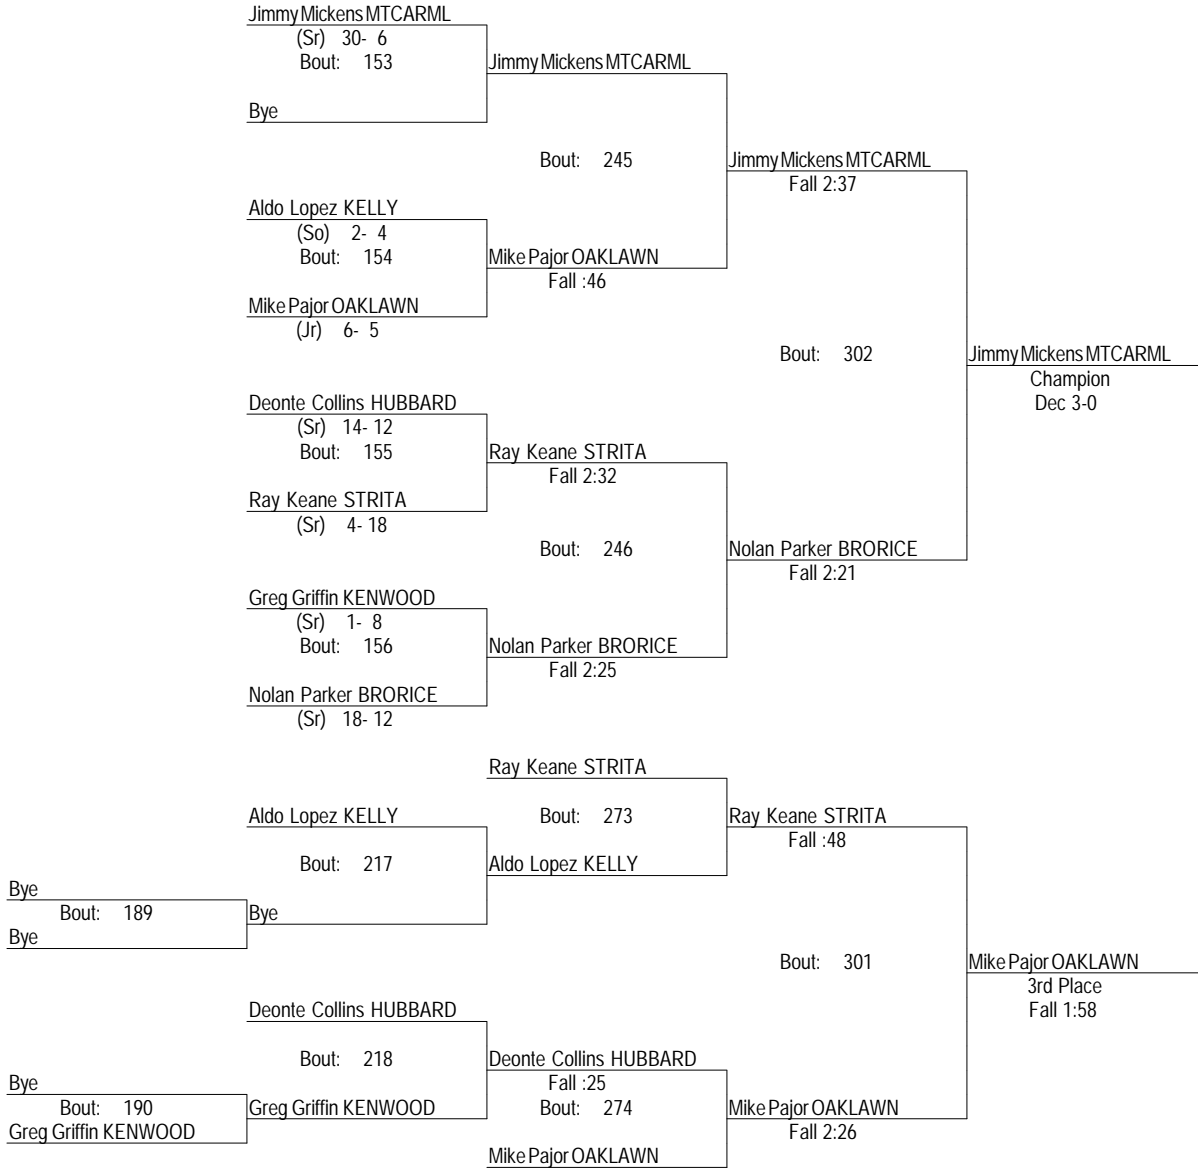 Jimmy Mickens MTCARML
(Sr) 30- 6
Bout: 153
Jimmy Mickens MTCARML
Bye
Bout: 245
Jimmy Mickens MTCARML
Fall 2:37
Aldo Lopez KELLY
(So) 2- 4
Bout: 154
Mike Pajor OAKLAWN
Fall :46
Mike Pajor OAKLAWN
(Jr) 6- 5
Bout: 302
Jimmy Mickens MTCARML
Champion
Dec 3-0
Deonte Collins HUBBARD
(Sr) 14- 12
Bout: 155
Ray Keane STRITA
Fall 2:32
Ray Keane STRITA
(Sr) 4- 18
Bout: 246
Nolan Parker BRORICE
Fall 2:21
Greg Griffin KENWOOD
(Sr) 1- 8
Bout: 156
Nolan Parker BRORICE
Fall 2:25
Nolan Parker BRORICE
(Sr) 18- 12
Ray Keane STRITA
Aldo Lopez KELLY
Bout: 273
Ray Keane STRITA
Fall :48
Bout: 217
Aldo Lopez KELLY
Bye
Bout: 189
Bye
Bye
Bout: 301
Mike Pajor OAKLAWN
3rd Place
Fall 1:58
Deonte Collins HUBBARD
Bout: 218
Deonte Collins HUBBARD
Fall :25
Bye
Bout: 190
Greg Griffin KENWOOD
Bout: 274
Mike Pajor OAKLAWN
Fall 2:26
Greg Griffin KENWOOD
Mike Pajor OAKLAWN